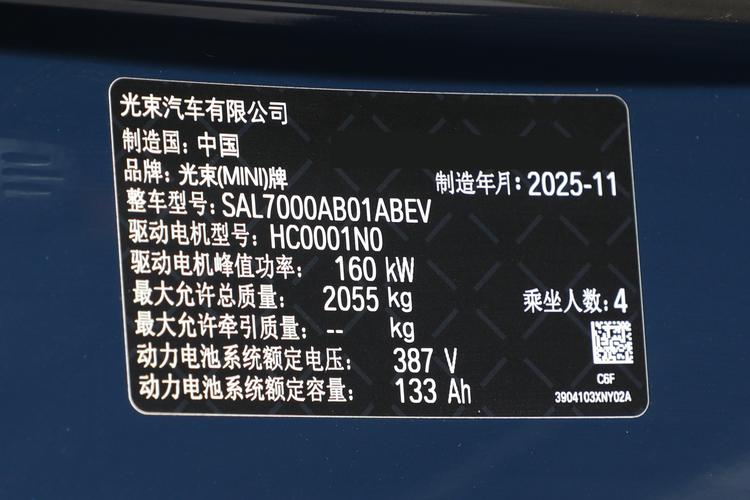 光束汽车有限公司
制造国：中国
品牌：光束(MINI)牌
制造年月：2025-11
整车型号：SAL7000AB01ABEV
驱动电机型号：HC0001N0
驱动电机峰值功率： 160 kW
最大允许总质量： 2055 kg
乘坐人数：4
最大允许牵引质量： -- kg
动力电池系统额定电压： 387 V
动力电池系统额定容量： 133 Ah
C6F
3904103XNY02A